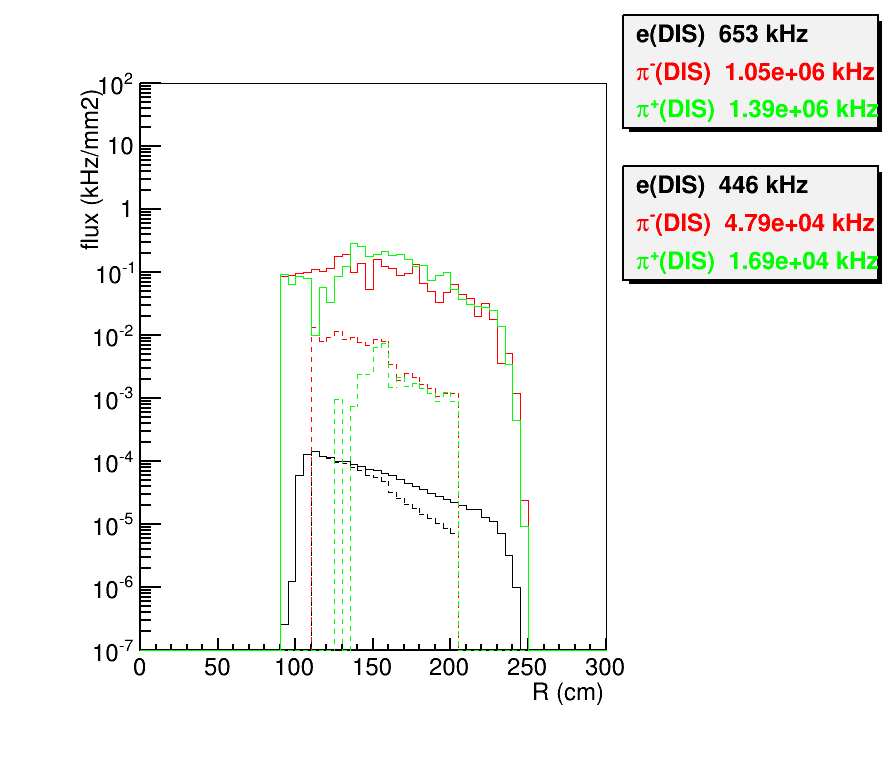 e(DIS) 653 kHz
π⁻(DIS) 1.05e+06 kHz
π⁺(DIS) 1.39e+06 kHz
e(DIS) 446 kHz
π⁻(DIS) 4.79e+04 kHz
π⁺(DIS) 1.69e+04 kHz
flux (kHz/mm2)
10²
10
1
10⁻¹
10⁻²
10⁻³
10⁻⁴
10⁻⁵
10⁻⁶
10⁻⁷
0 50 100 150 200 250 300
R (cm)